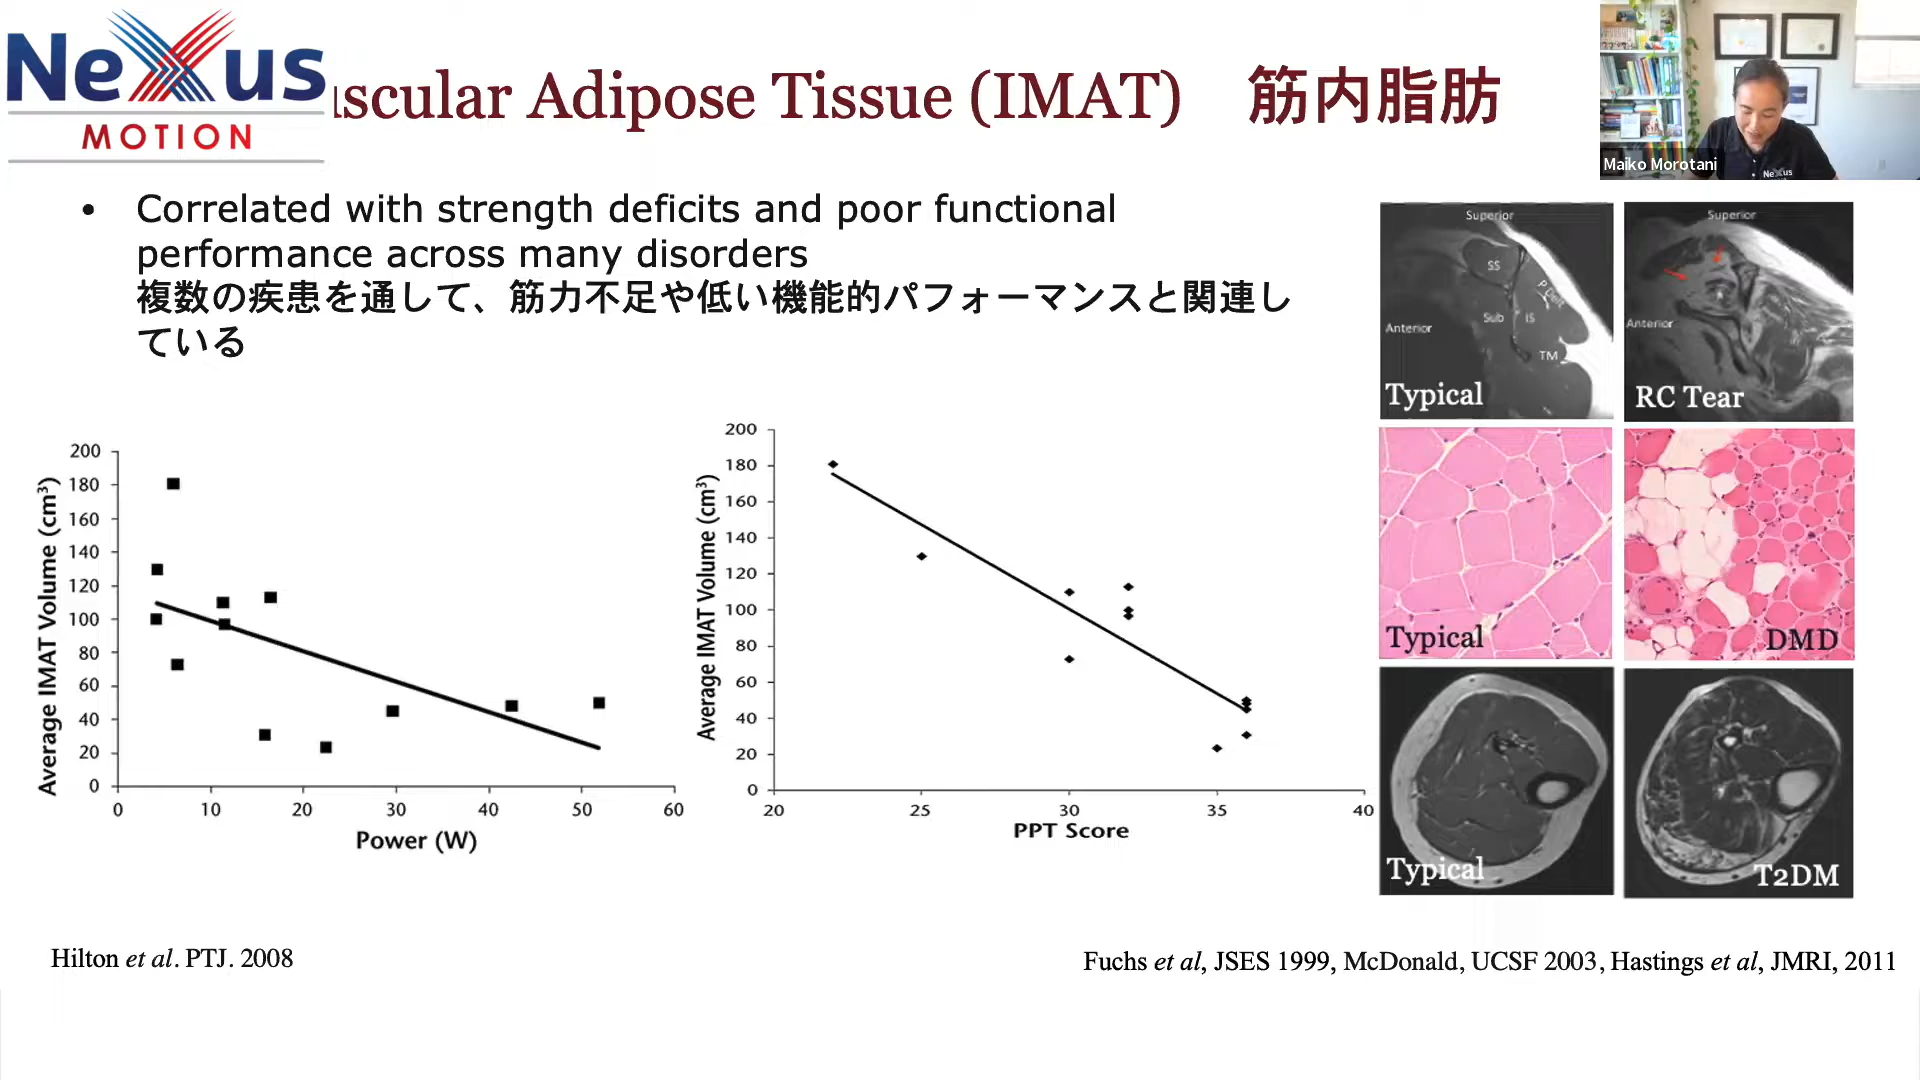 NeXus
MOTION
uscular Adipose Tissue (IMAT) 筋内脂肪
Maiko Morotani
NeXus
• Correlated with strength deficits and poor functional
performance across many disorders
複数の疾患を通して、筋力不足や低い機能的パフォーマンスと関連し
ている
Average IMAT Volume (cm³)
200
180
160
140
120
100
80
60
40
20
0
0 10 20 30 40 50 60
Power (W)
Average IMAT Volume (cm³)
200
180
160
140
120
100
80
60
40
20
0
20 25 30 35 40
PPT Score
Superior
SS
P Delt
Sub
IS
Anterior
TM
Typical
Superior
Anterior
RC Tear
Typical
DMD
Typical
T2DM
Hilton et al. PTJ. 2008
Fuchs et al, JSES 1999, McDonald, UCSF 2003, Hastings et al, JMRI, 2011